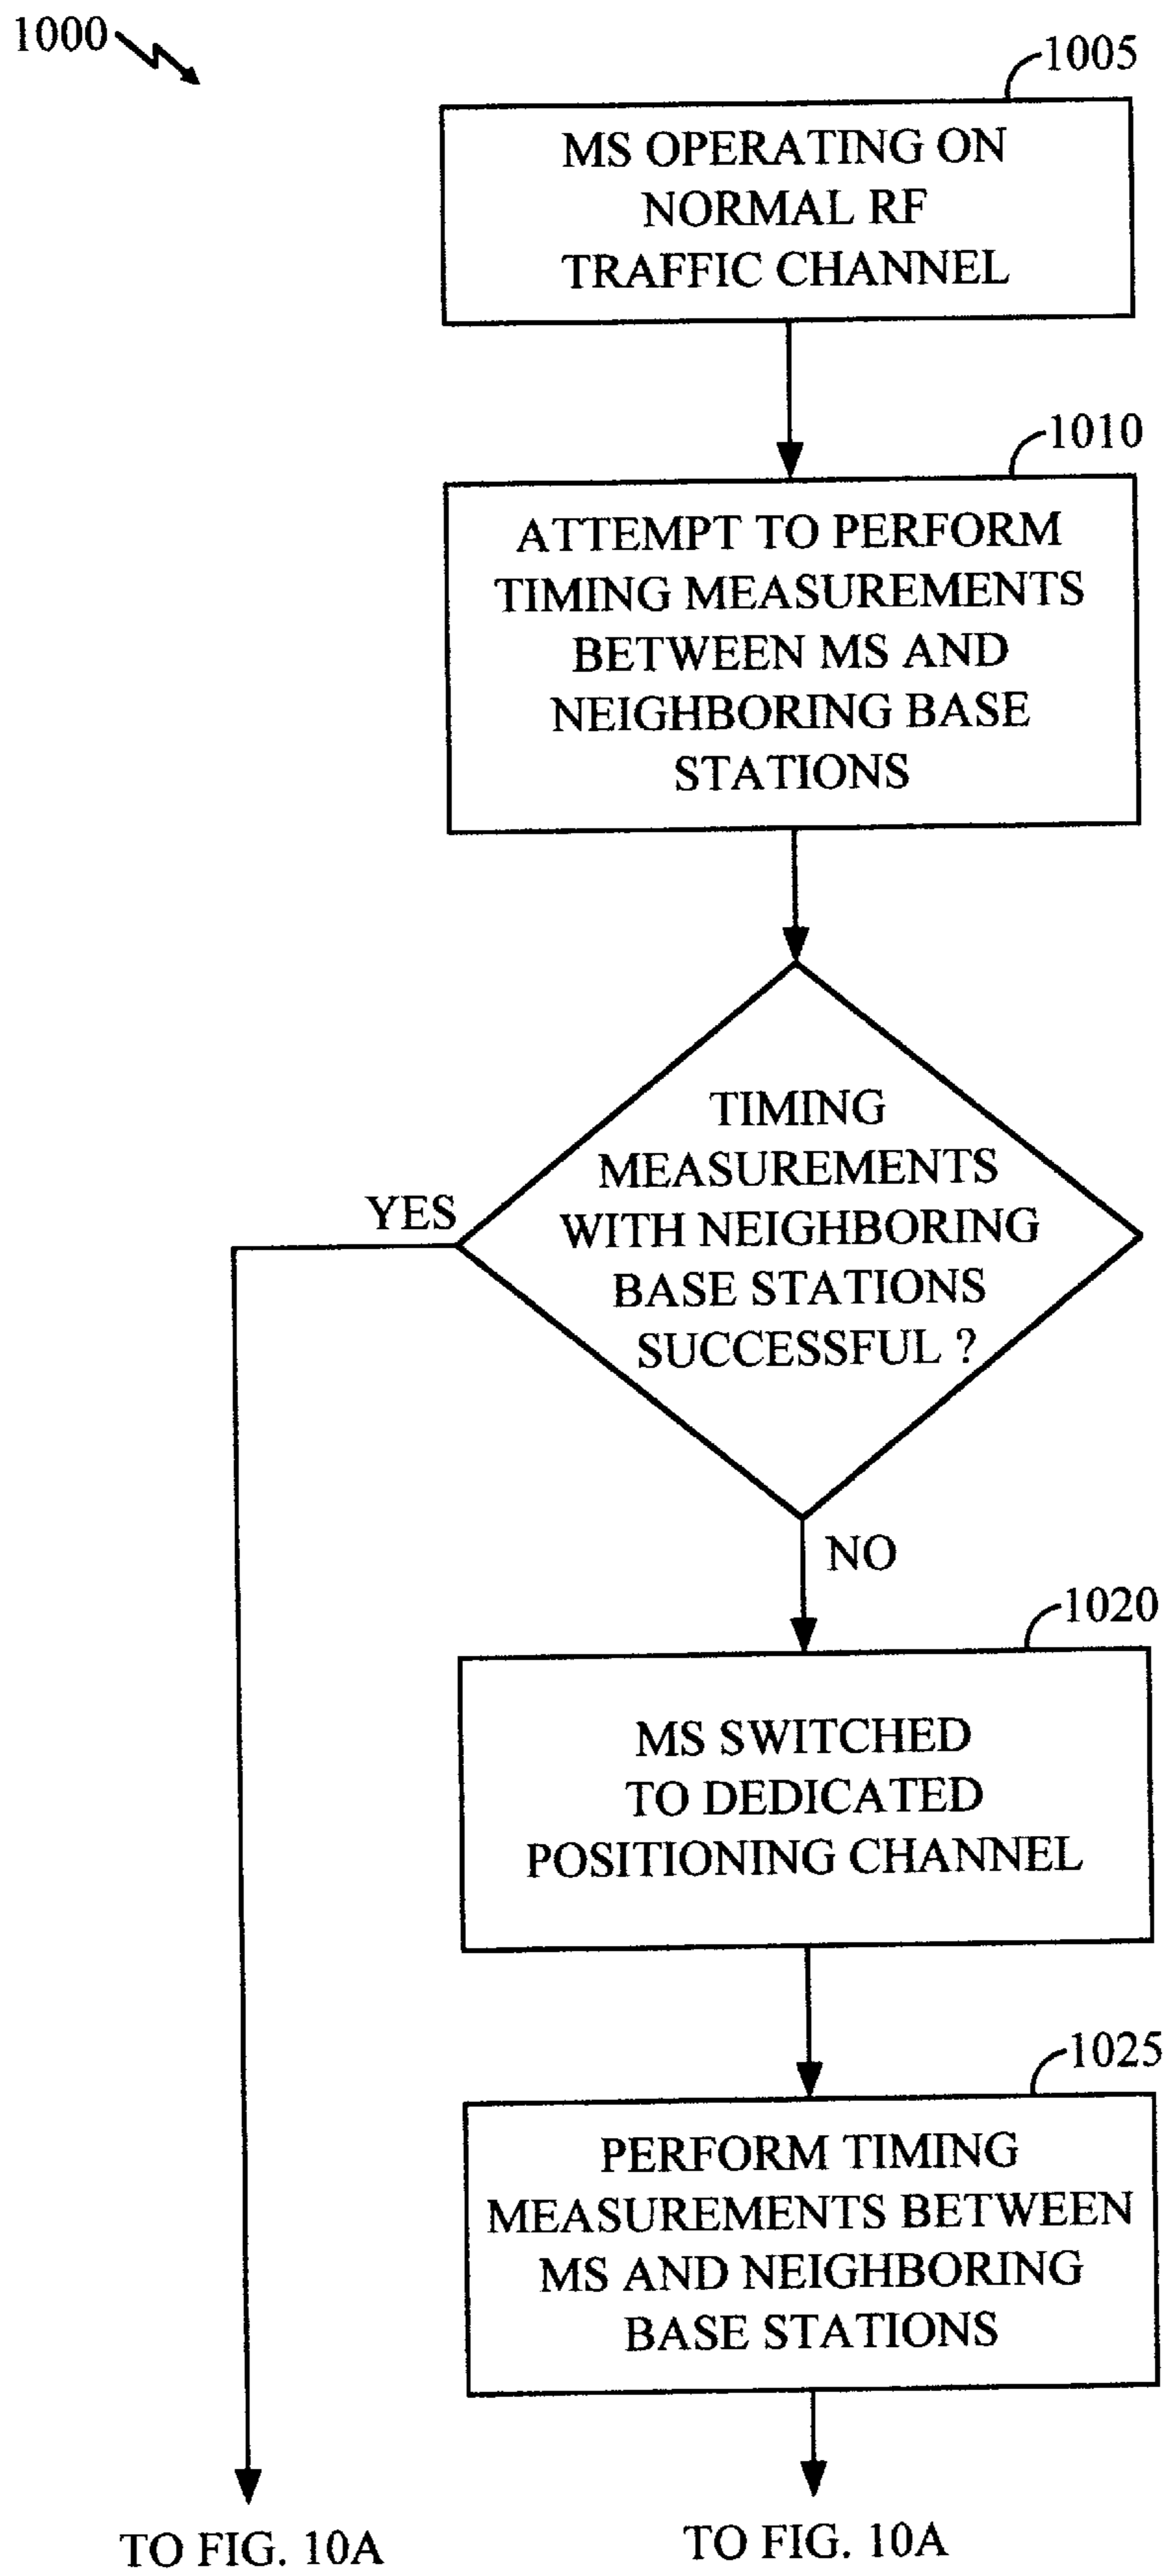 1000
1005
MS OPERATING ON
NORMAL RF
TRAFFIC CHANNEL
1010
ATTEMPT TO PERFORM
TIMING MEASUREMENTS
BETWEEN MS AND
NEIGHBORING BASE
STATIONS
TIMING
MEASUREMENTS
WITH NEIGHBORING
BASE STATIONS
SUCCESSFUL ?
YES
NO
1020
MS SWITCHED
TO DEDICATED
POSITIONING CHANNEL
1025
PERFORM TIMING
MEASUREMENTS BETWEEN
MS AND NEIGHBORING
BASE STATIONS
TO FIG. 10A
TO FIG. 10A